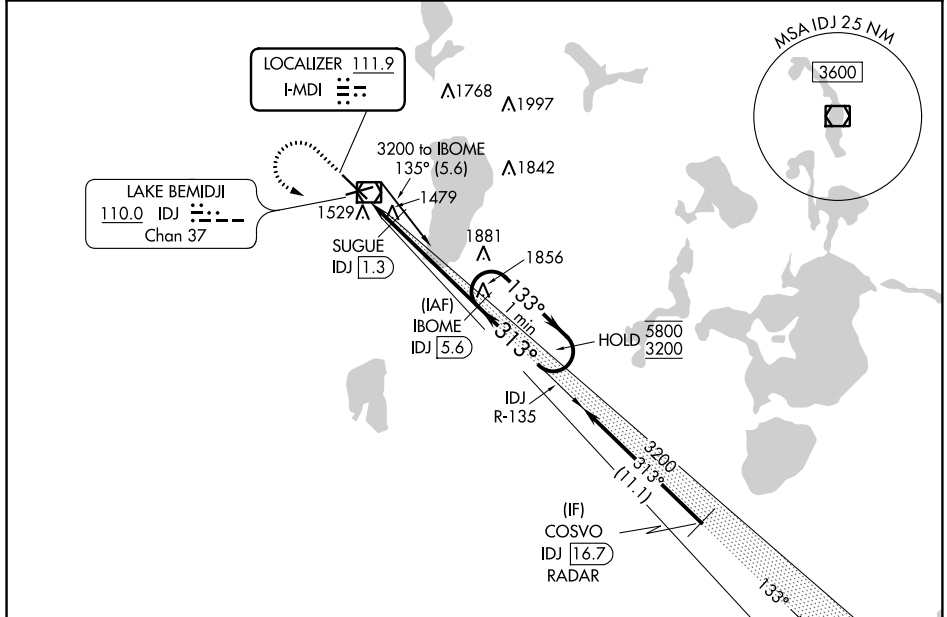 MSA IDJ 25 NM
3600
LOCALIZER 111.9
I-MDI
1768
1997
3200 to IBOME
135° (5.6)
1842
LAKE BEMIDJI
110.0 IDJ
Chan 37
1529
1479
SUGUE
IDJ 1.3
1881
1856
133°
1 min
313°
(IAF)
IBOME
IDJ 5.6
HOLD 5800
3200
IDJ
R-135
3200
313°
(11.1)
(IF)
COSVO
IDJ 16.7
RADAR
133°